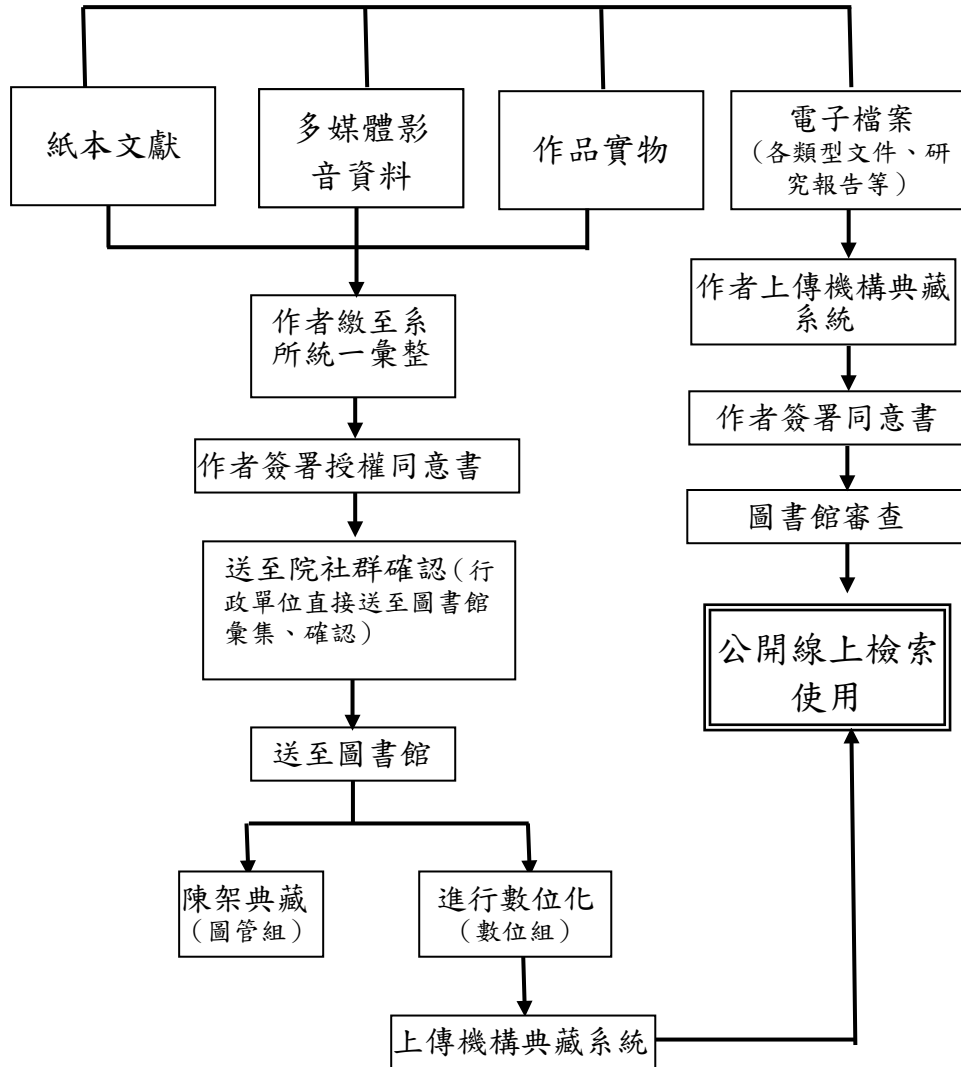 紙本文獻
多媒體影
音資料
作品實物
電子檔案
（各類型文件、研
究報告等）
作者繳至系
所統一彙整
作者上傳機構典藏
系統
作者簽署授權同意書
作者簽署同意書
送至院社群確認（行
政單位直接送至圖書館
彙集、確認）
圖書館審查
公開線上檢索
使用
送至圖書館
陳架典藏
（圖管組）
進行數位化
（數位組）
上傳機構典藏系統